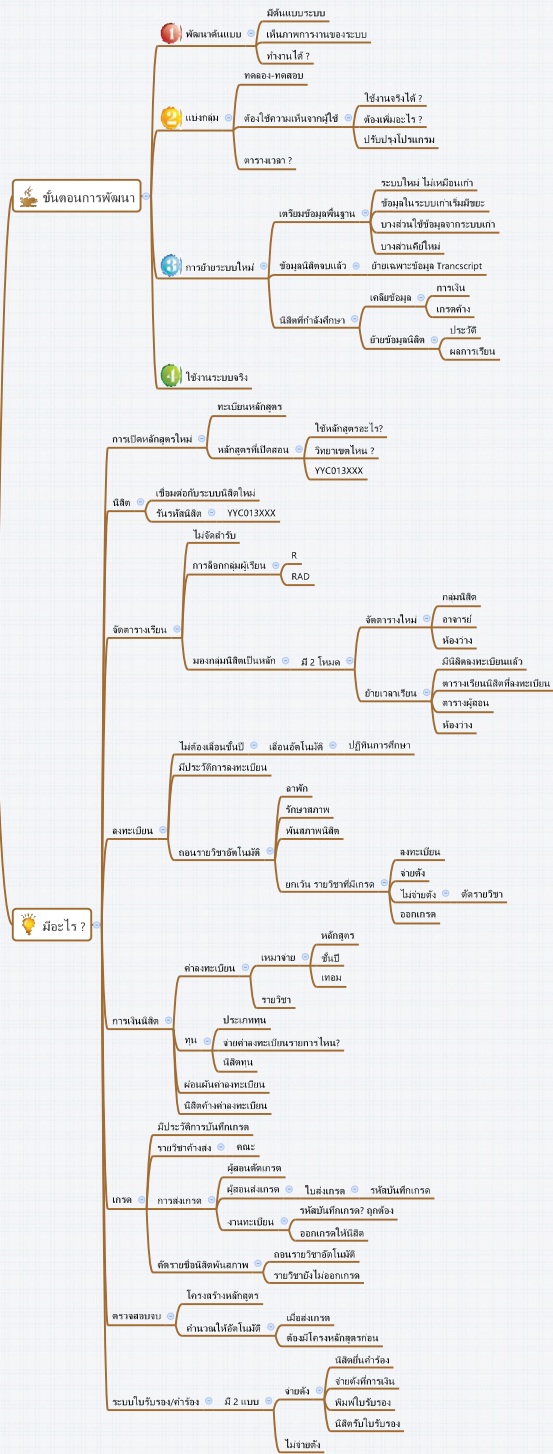 ขั้นตอนการพัฒนา
1 พัฒนาต้นแบบ
มีต้นแบบระบบ
เห็นภาพการงานของระบบ
ทำงานได้ ?
2 แบ่งกลุ่ม
ทดลอง-ทดสอบ
ต้องใช้ความเห็นจากผู้ใช้
ใช้งานจริงได้ ?
ต้องเพิ่มอะไร ?
ปรับปรุงโปรแกรม
ตารางเวลา ?
3 การย้ายระบบใหม่
เตรียมข้อมูลพื้นฐาน
ระบบใหม่ ไม่เหมือนเก่า
ข้อมูลในระบบเก่าเริ่มมีขยะ
บางส่วนใช้ข้อมูลจากระบบเก่า
บางส่วนคีย์ใหม่
ข้อมูลนิสิตจบแล้ว
ย้ายเฉพาะข้อมูล Trancscript
นิสิตที่กำลังศึกษา
เคลียข้อมูล
การเงิน
เกรดค้าง
ย้ายข้อมูลนิสิต
ประวัติ
ผลการเรียน
4 ใช้งานระบบจริง
มีอะไร ?
การเปิดหลักสูตรใหม่
ทะเบียนหลักสูตร
หลักสูตรที่เปิดสอน
ใช้หลักสูตรอะไร?
วิทยาเขตไหน ?
YYC013XXX
นิสิต
เชื่อมต่อกับระบบนิสิตใหม่
รันรหัสนิสิต
YYC013XXX
จัดตารางเรียน
ไม่จัดสำรับ
การล็อกกลุ่มผู้เรียน
R
RAD
มองกลุ่มนิสิตเป็นหลัก
มี 2 โหมด
จัดตารางใหม่
กลุ่มนิสิต
อาจารย์
ห้องว่าง
ย้ายเวลาเรียน
มีนิสิตลงทะเบียนแล้ว
ตารางเรียนนิสิตที่ลงทะเบียน
ตารางผู้สอน
ห้องว่าง
ลงทะเบียน
ไม่ต้องเลื่อนชั้นปี
เลื่อนอัตโนมัติ
ปฏิทินการศึกษา
มีประวัติการลงทะเบียน
ถอนรายวิชาอัตโนมัติ
ลาพัก
รักษาสภาพ
พ้นสภาพนิสิต
ยกเว้น รายวิชาที่มีเกรด
ลงทะเบียน
จ่ายตัง
ไม่จ่ายตัง
ตัดรายวิชา
ออกเกรด
การเงินนิสิต
ค่าลงทะเบียน
เหมาจ่าย
หลักสูตร
ชั้นปี
เทอม
รายวิชา
ทุน
ประเภททุน
จ่ายค่าลงทะเบียนรายการไหน?
นิสิตทุน
ผ่อนผันค่าลงทะเบียน
นิสิตค้างค่าลงทะเบียน
เกรด
มีประวัติการบันทึกเกรด
รายวิชาค้างส่ง
คณะ
การส่งเกรด
ผู้สอนตัดเกรด
ผู้สอนส่งเกรด
ใบส่งเกรด
รหัสบันทึกเกรด
งานทะเบียน
รหัสบันทึกเกรด? ถูกต้อง
ออกเกรดให้นิสิต
คัดรายชื่อนิสิตพ้นสภาพ
ถอนรายวิชาอัตโนมัติ
รายวิชายังไม่ออกเกรด
ตรวจสอบจบ
โครงสร้างหลักสูตร
คำนวณให้อัตโนมัติ
เมื่อส่งเกรด
ต้องมีโครงหลักสูตรก่อน
ระบบใบรับรอง/คำร้อง
มี 2 แบบ
จ่ายตัง
นิสิตยื่นคำร้อง
จ่ายตังที่การเงิน
พิมพ์ใบรับรอง
นิสิตรับใบรับรอง
ไม่จ่ายตัง